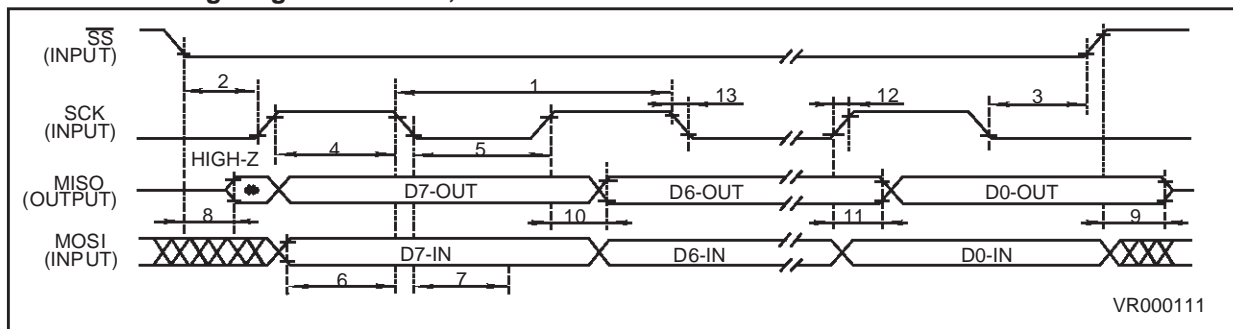 SS
(INPUT)
2
1
13
12
3
SCK
(INPUT)
4
5
HIGH-Z
MISO
(OUTPUT)
D7-OUT
D6-OUT
D0-OUT
8
10
11
9
MOSI
(INPUT)
D7-IN
D6-IN
D0-IN
6
7
VR000111